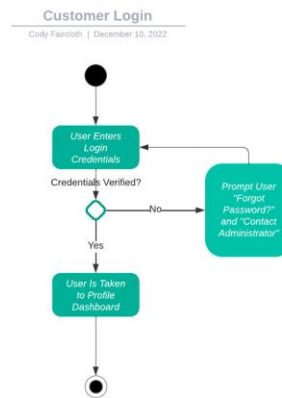 Customer Login
Cody Faircloth | December 10, 2022
User Enters
Login
Credentials
Credentials Verified?
No
Prompt User
"Forgot
Password?"
and "Contact
Administrator"
Yes
User Is Taken
to Profile
Dashboard